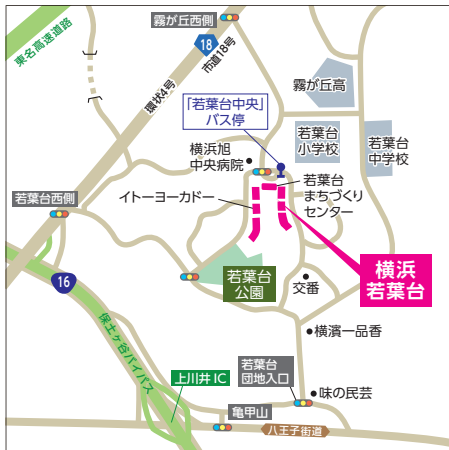 霧が丘西側
東名高速道路
18
市道18号
環状4号
霧が丘高
「若葉台中央」
バス停
若葉台
小学校
若葉台
中学校
横浜旭
中央病院
若葉台
まちづくり
センター
イトーヨーカドー
若葉台西側
横浜
若葉台
若葉台
公園
交番
16
保土ヶ谷バイパス
横濱一品香
若葉台
団地入口
上川井IC
味の民芸
亀甲山
八王子街道